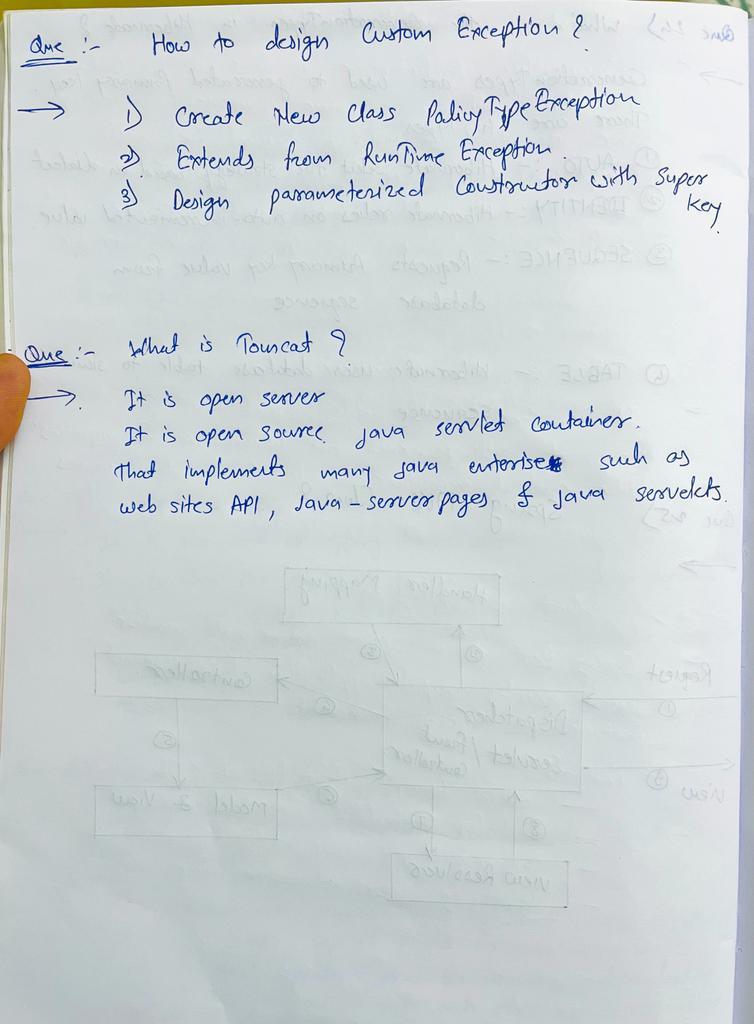 Que :- How to design Custom Exception ?
→ 1) Create New Class PolicyTypeException
2) Extends from RunTime Exception
3) Design parameterized Constructor with Super
key
Que :- What is Tomcat ?
→ It is open server
It is open source java servlet container.
that implements many java enterise such as
web sites API, Java-server pages & java servelets.